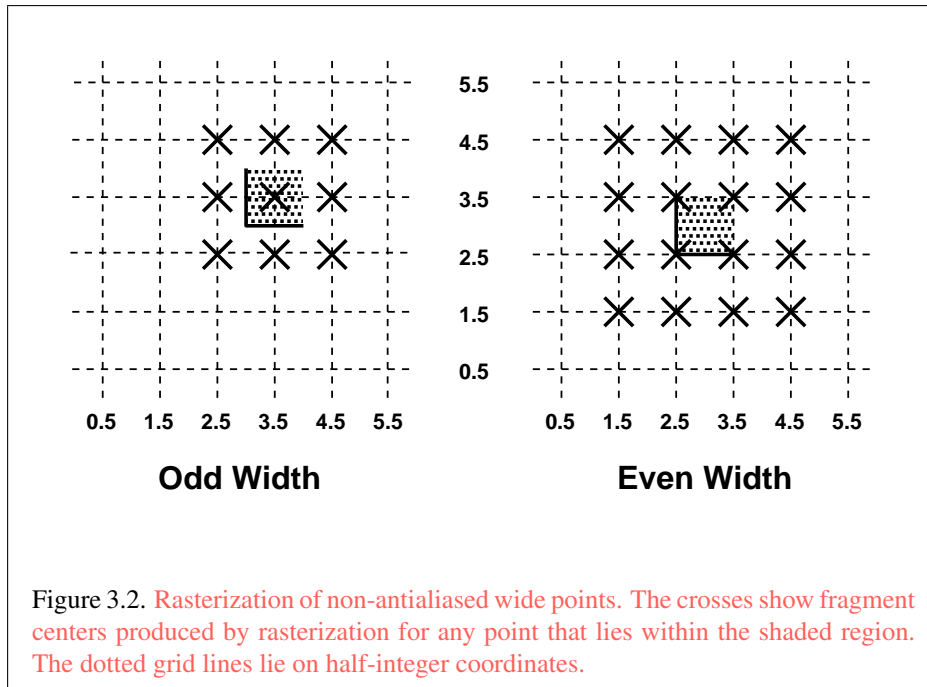 5.5
4.5
3.5
2.5
1.5
0.5
0.5 1.5 2.5 3.5 4.5 5.5
0.5 1.5 2.5 3.5 4.5 5.5
Odd Width
Even Width
Figure 3.2. Rasterization of non-antialiased wide points. The crosses show fragment
centers produced by rasterization for any point that lies within the shaded region.
The dotted grid lines lie on half-integer coordinates.